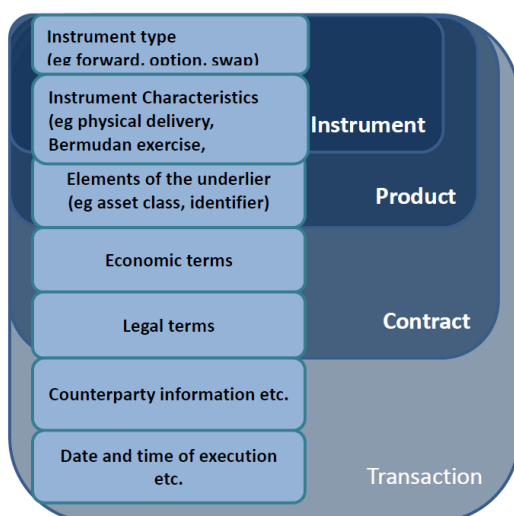 Instrument type
(eg forward, option, swap)
Instrument Characteristics
(eg physical delivery,
Bermudan exercise,
Instrument
Elements of the underlier
(eg asset class, identifier)
Product
Economic terms
Legal terms
Contract
Counterparty information etc.
Date and time of execution
etc.
Transaction